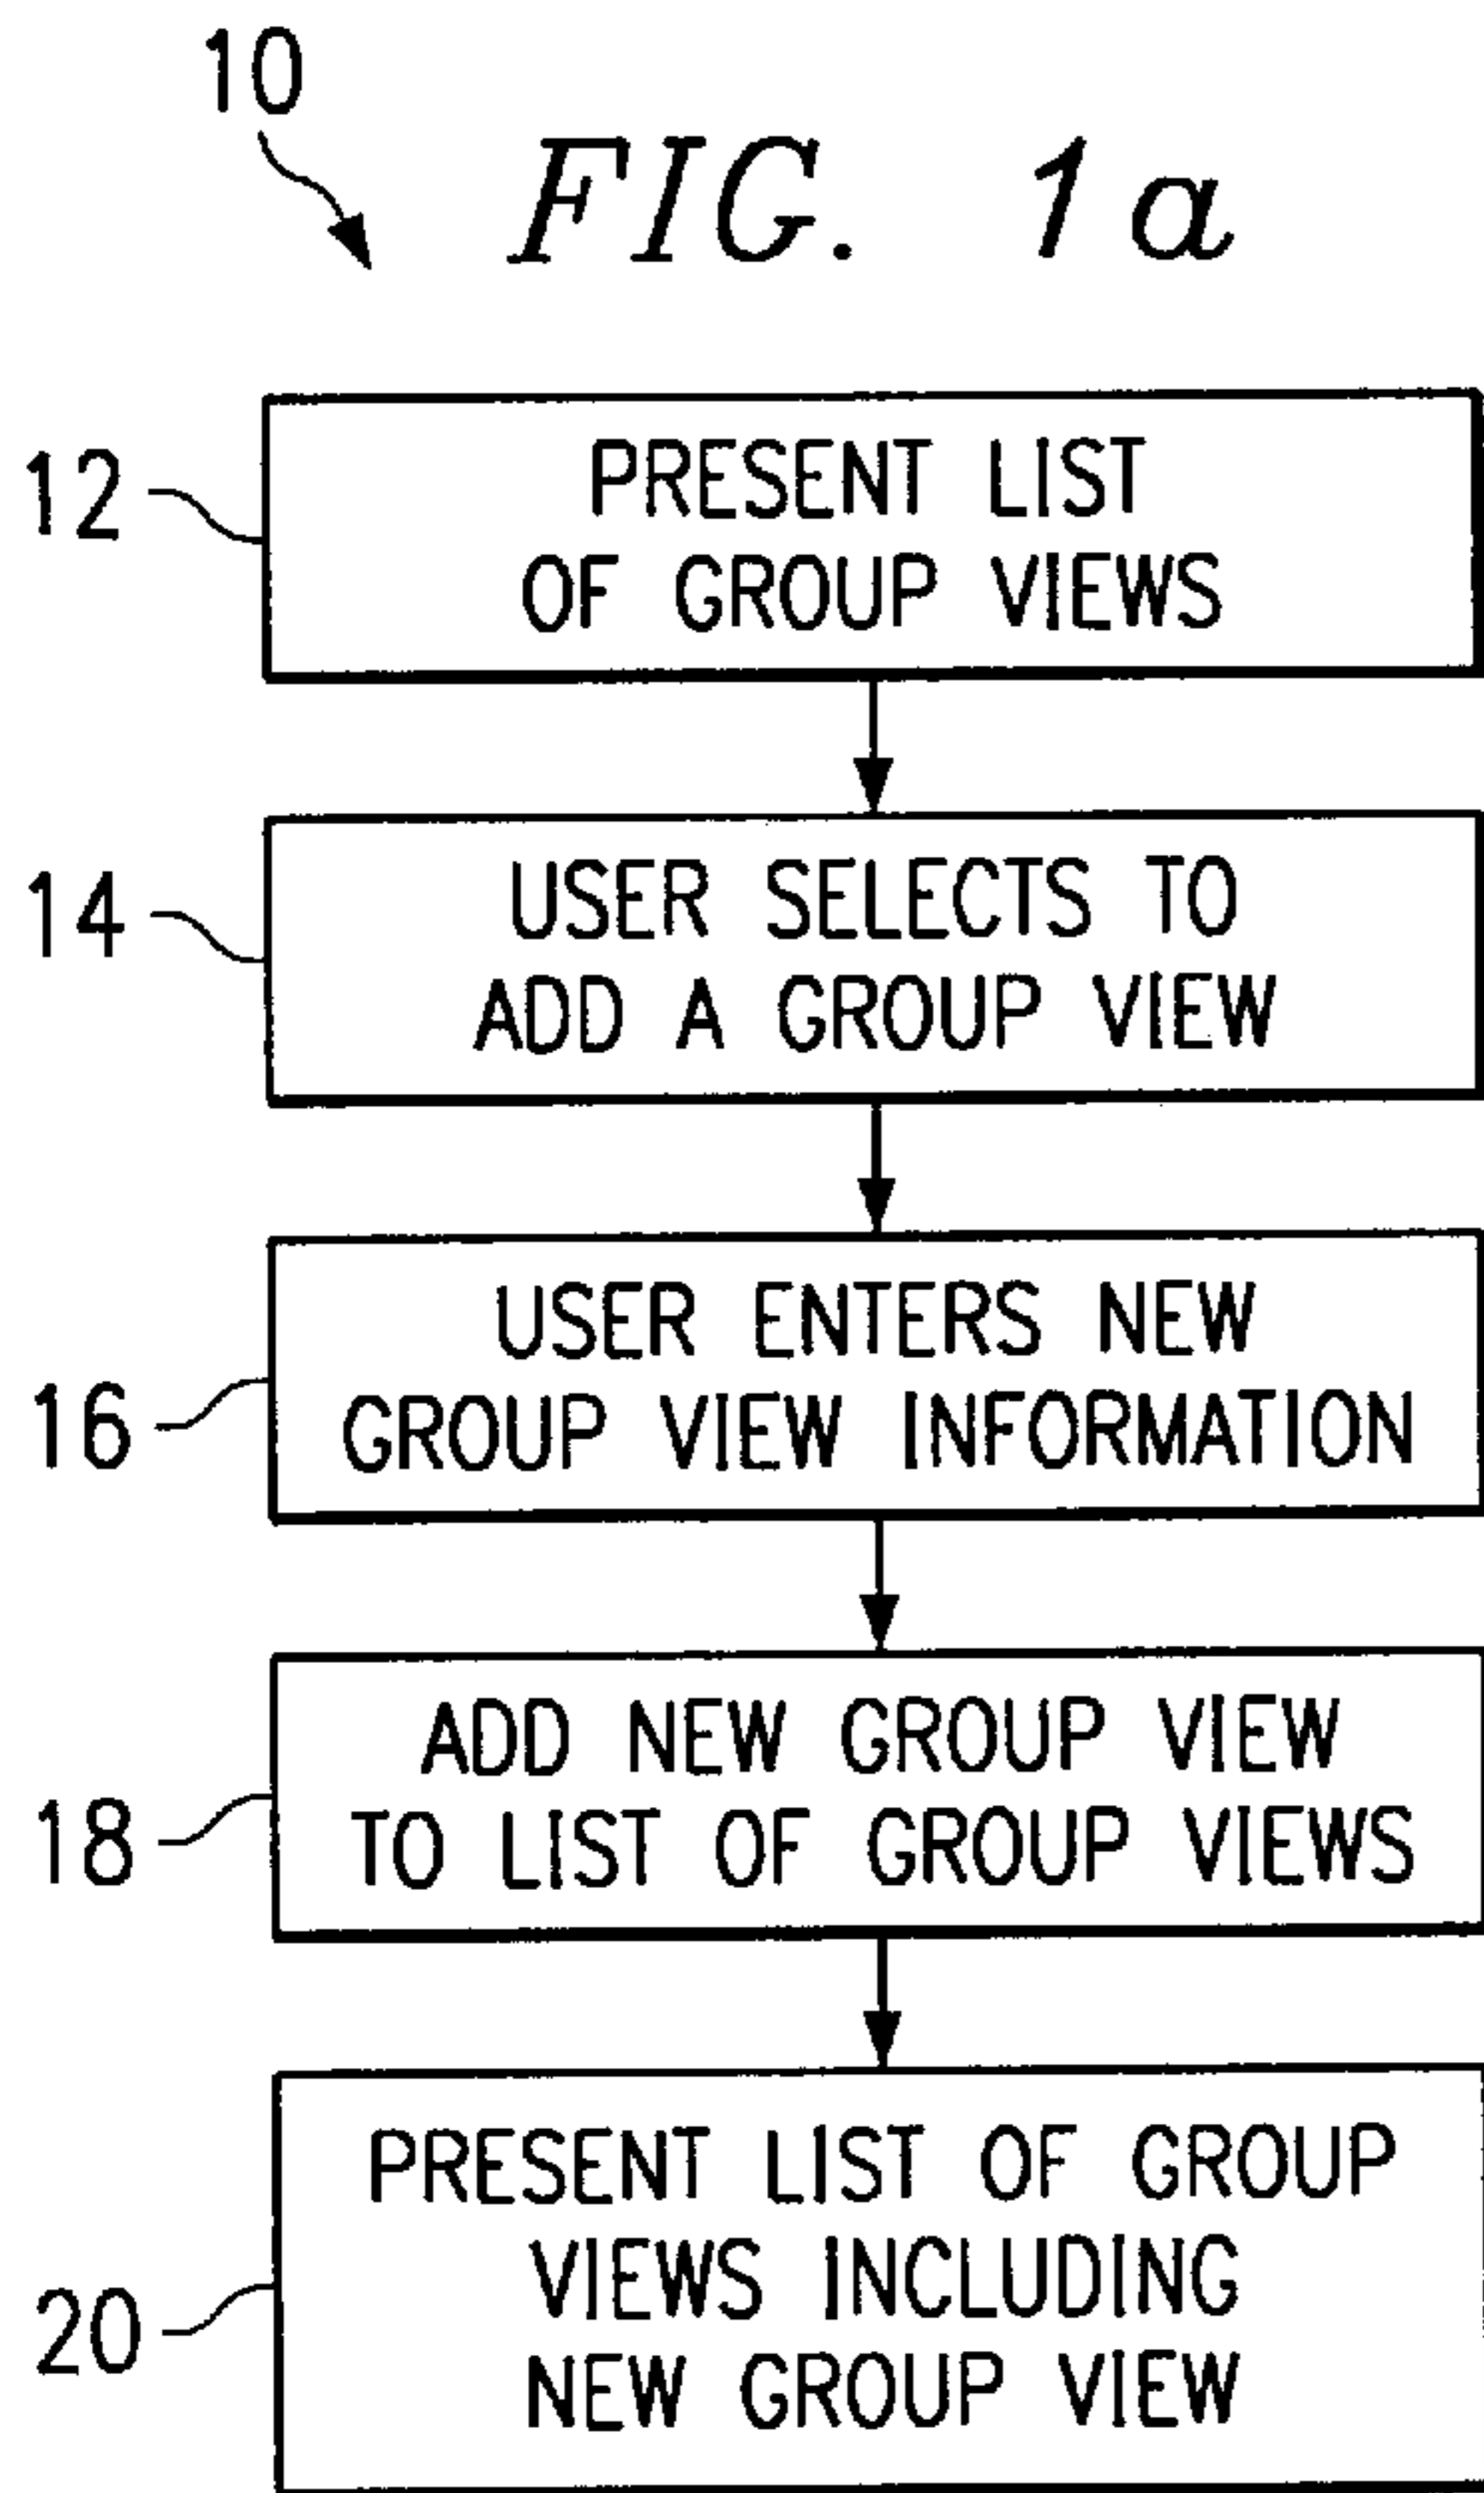 10
FIG. 1a
12
PRESENT LIST
OF GROUP VIEWS
14
USER SELECTS TO
ADD A GROUP VIEW
16
USER ENTERS NEW
GROUP VIEW INFORMATION
18
ADD NEW GROUP VIEW
TO LIST OF GROUP VIEWS
20
PRESENT LIST OF GROUP
VIEWS INCLUDING
NEW GROUP VIEW